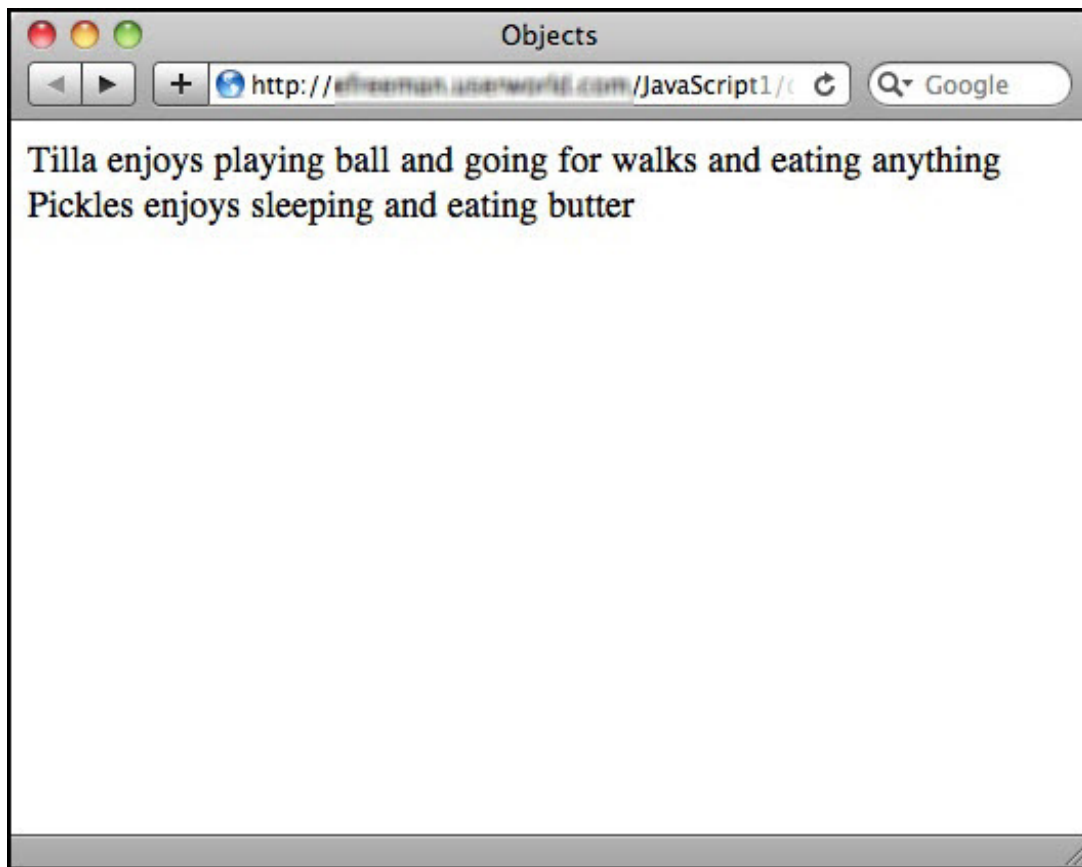 Objects
+ http:// /JavaScript1/ Google
Tilla enjoys playing ball and going for walks and eating anything
Pickles enjoys sleeping and eating butter